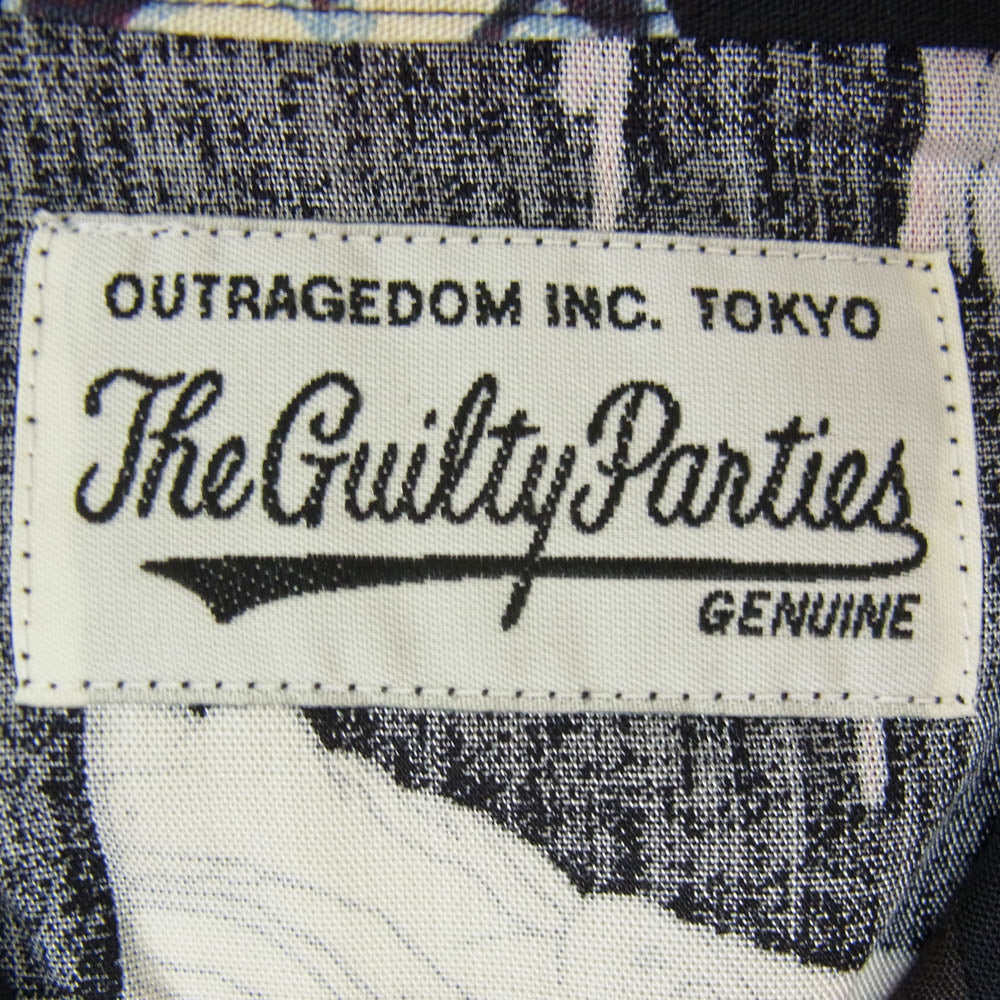 OUTRAGEDOM INC. TOKYO
The Guilty Parties
GENUINE